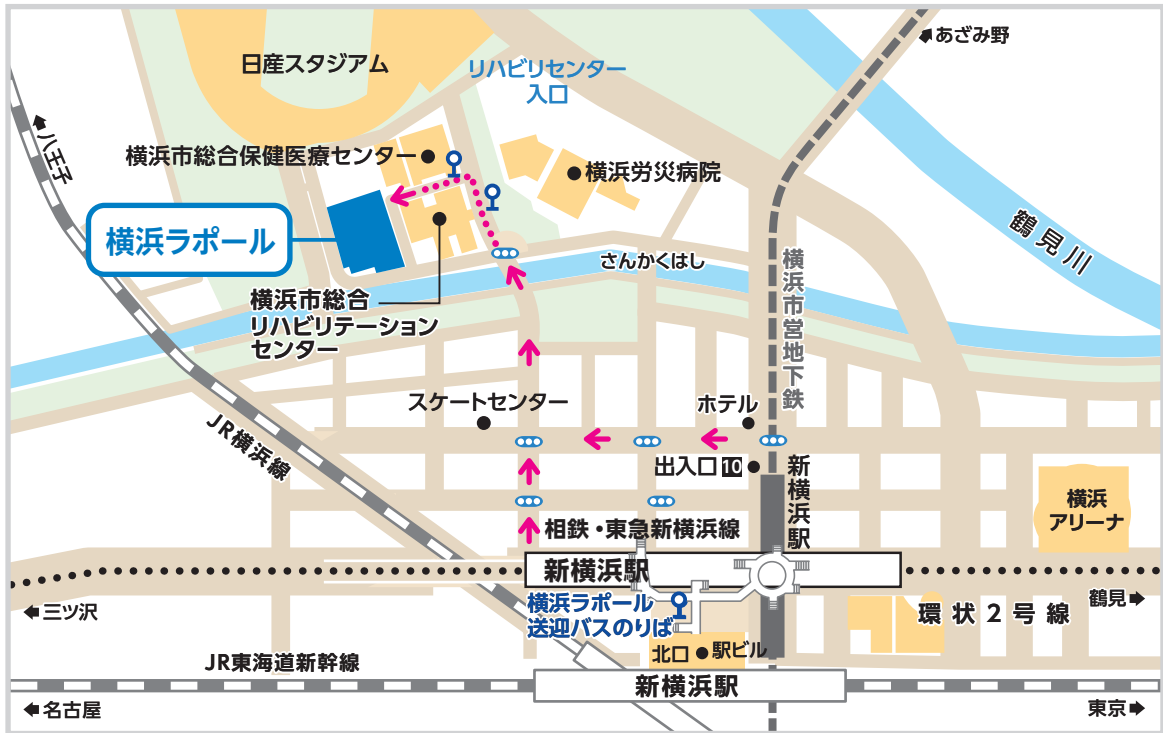 あざみ野
日産スタジアム
リハビリセンター
入口
八王子
横浜市総合保健医療センター
横浜労災病院
横浜ラポール
鶴見川
さんかくはし
横浜市営地下鉄
横浜市総合
リハビリテーション
センター
スケートセンター
ホテル
JR横浜線
出入口10
新横浜駅
横浜
アリーナ
相鉄・東急新横浜線
新横浜駅
三ツ沢
横浜ラポール
送迎バスのりば
鶴見
環状2号線
北口
駅ビル
JR東海道新幹線
新横浜駅
名古屋
東京